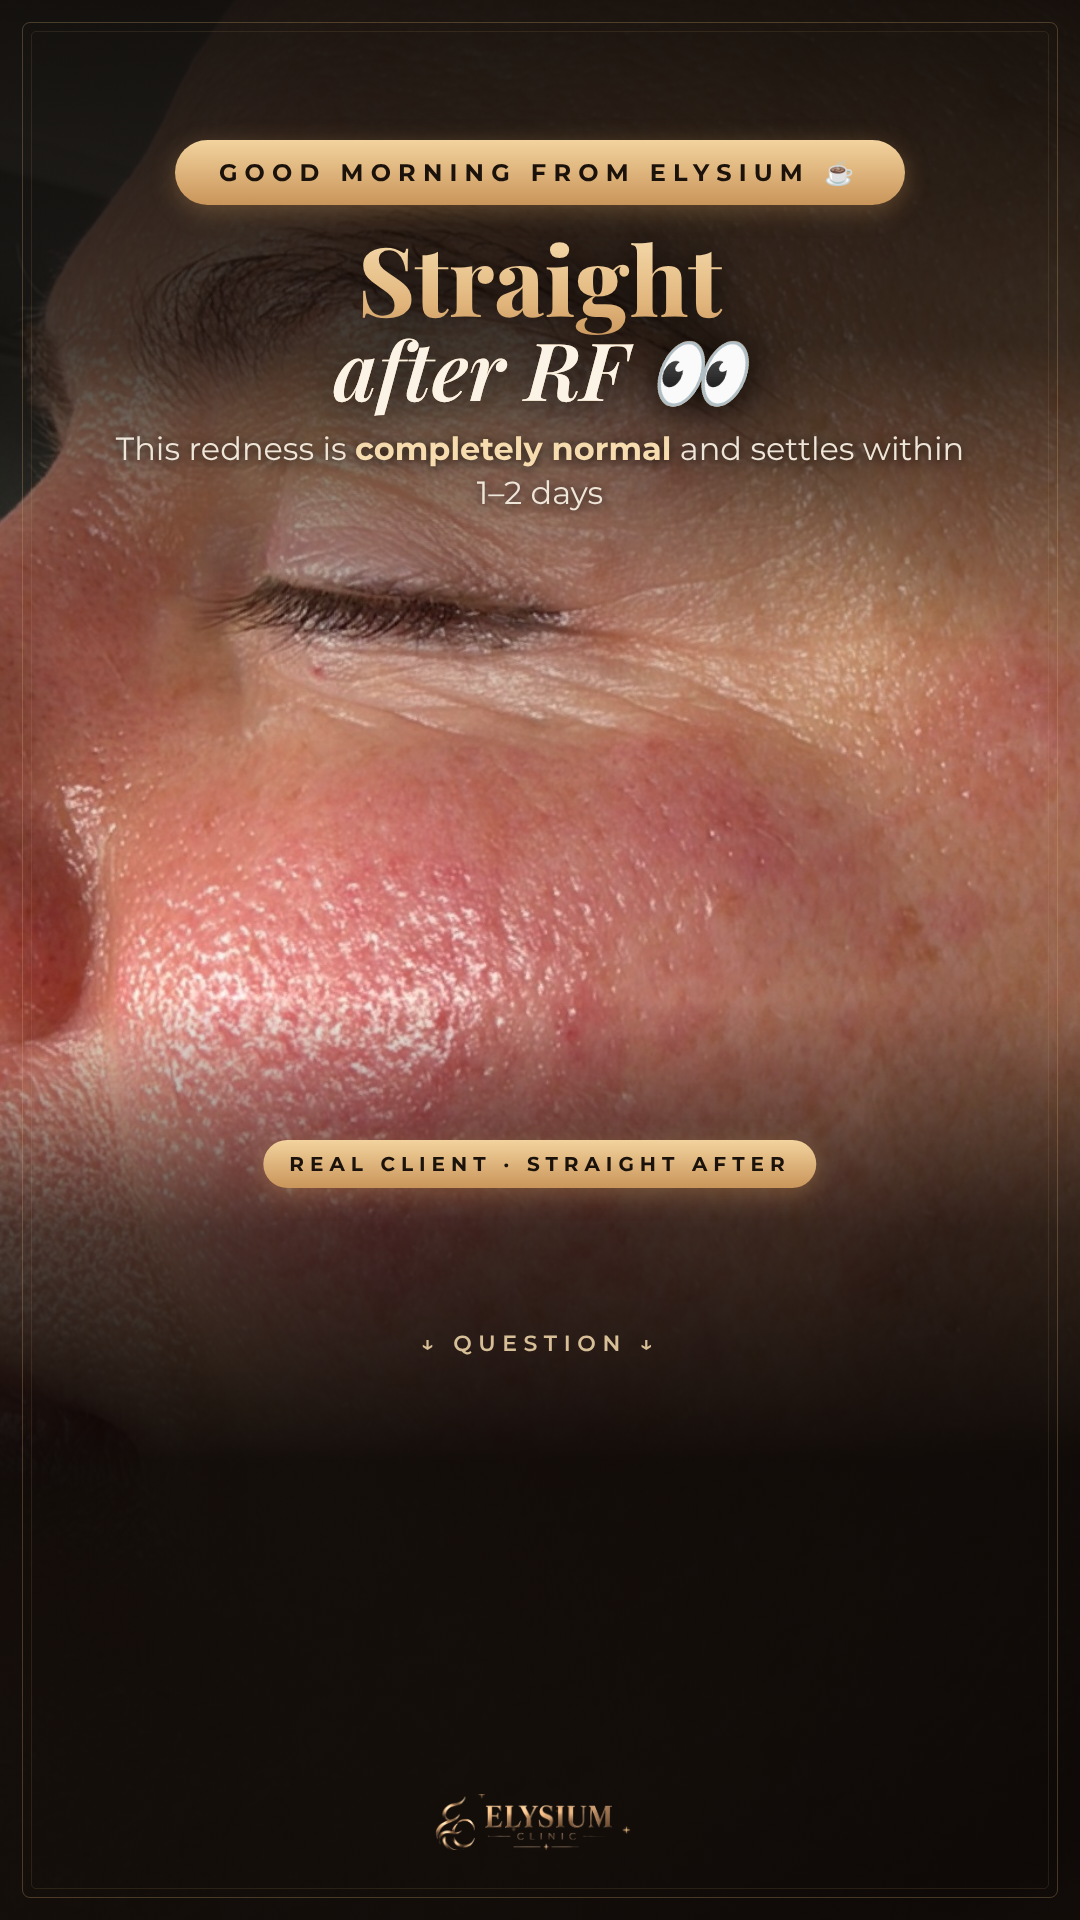 GOOD MORNING FROM ELYSIUM ☕
Straight
after RF 👀
This redness is completely normal and settles within
1–2 days
REAL CLIENT · STRAIGHT AFTER
↓ QUESTION ↓
ELYSIUM
CLINIC